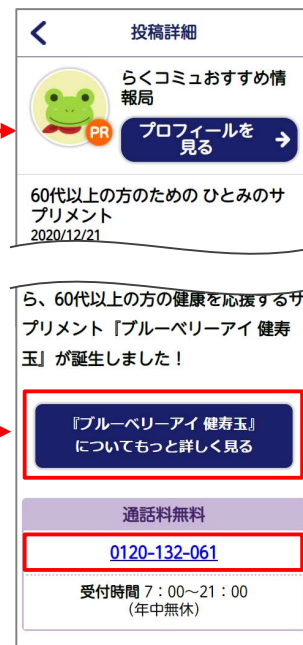 投稿詳細
らくコミュおすすめ情
報局
PR
プロフィールを
見る
60代以上の方のための ひとみのサ
プリメント
2020/12/21
ら、60代以上の方の健康を応援するサ
プリメント『ブルーベリーアイ 健寿
玉』が誕生しました!
『ブルーベリーアイ 健寿玉』
についてもっと詳しく見る
通話料無料
0120-132-061
受付時間 7:00~21:00
(年中無休)